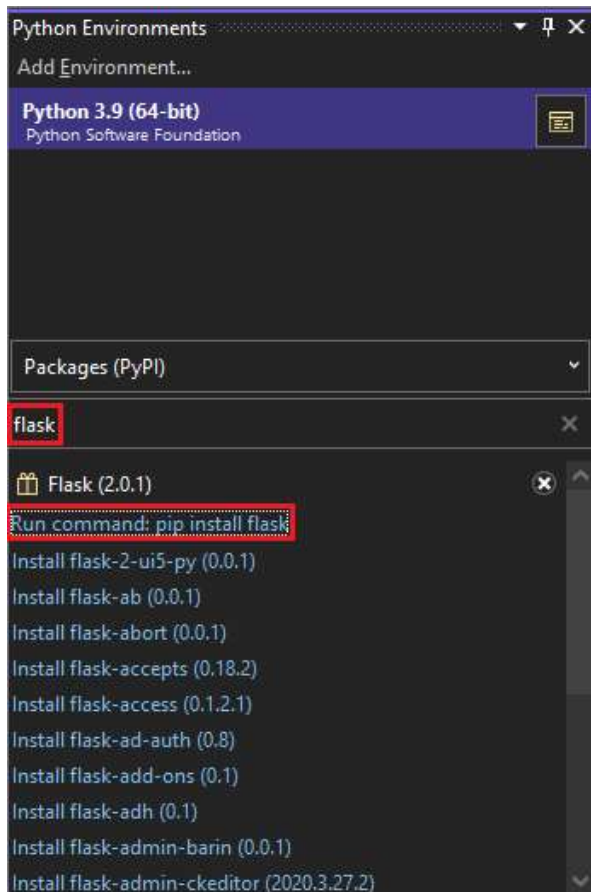 Python Environments
Add Environment...
Python 3.9 (64-bit)
Python Software Foundation
Packages (PyPI)
flask
Flask (2.0.1)
Run command: pip install flask
Install flask-2-ui5-py (0.0.1)
Install flask-ab (0.0.1)
Install flask-abort (0.0.1)
Install flask-accepts (0.18.2)
Install flask-access (0.1.2.1)
Install flask-ad-auth (0.8)
Install flask-add-ons (0.1)
Install flask-adh (0.1)
Install flask-admin-barin (0.0.1)
Install flask-admin-ckeditor (2020.3.27.2)